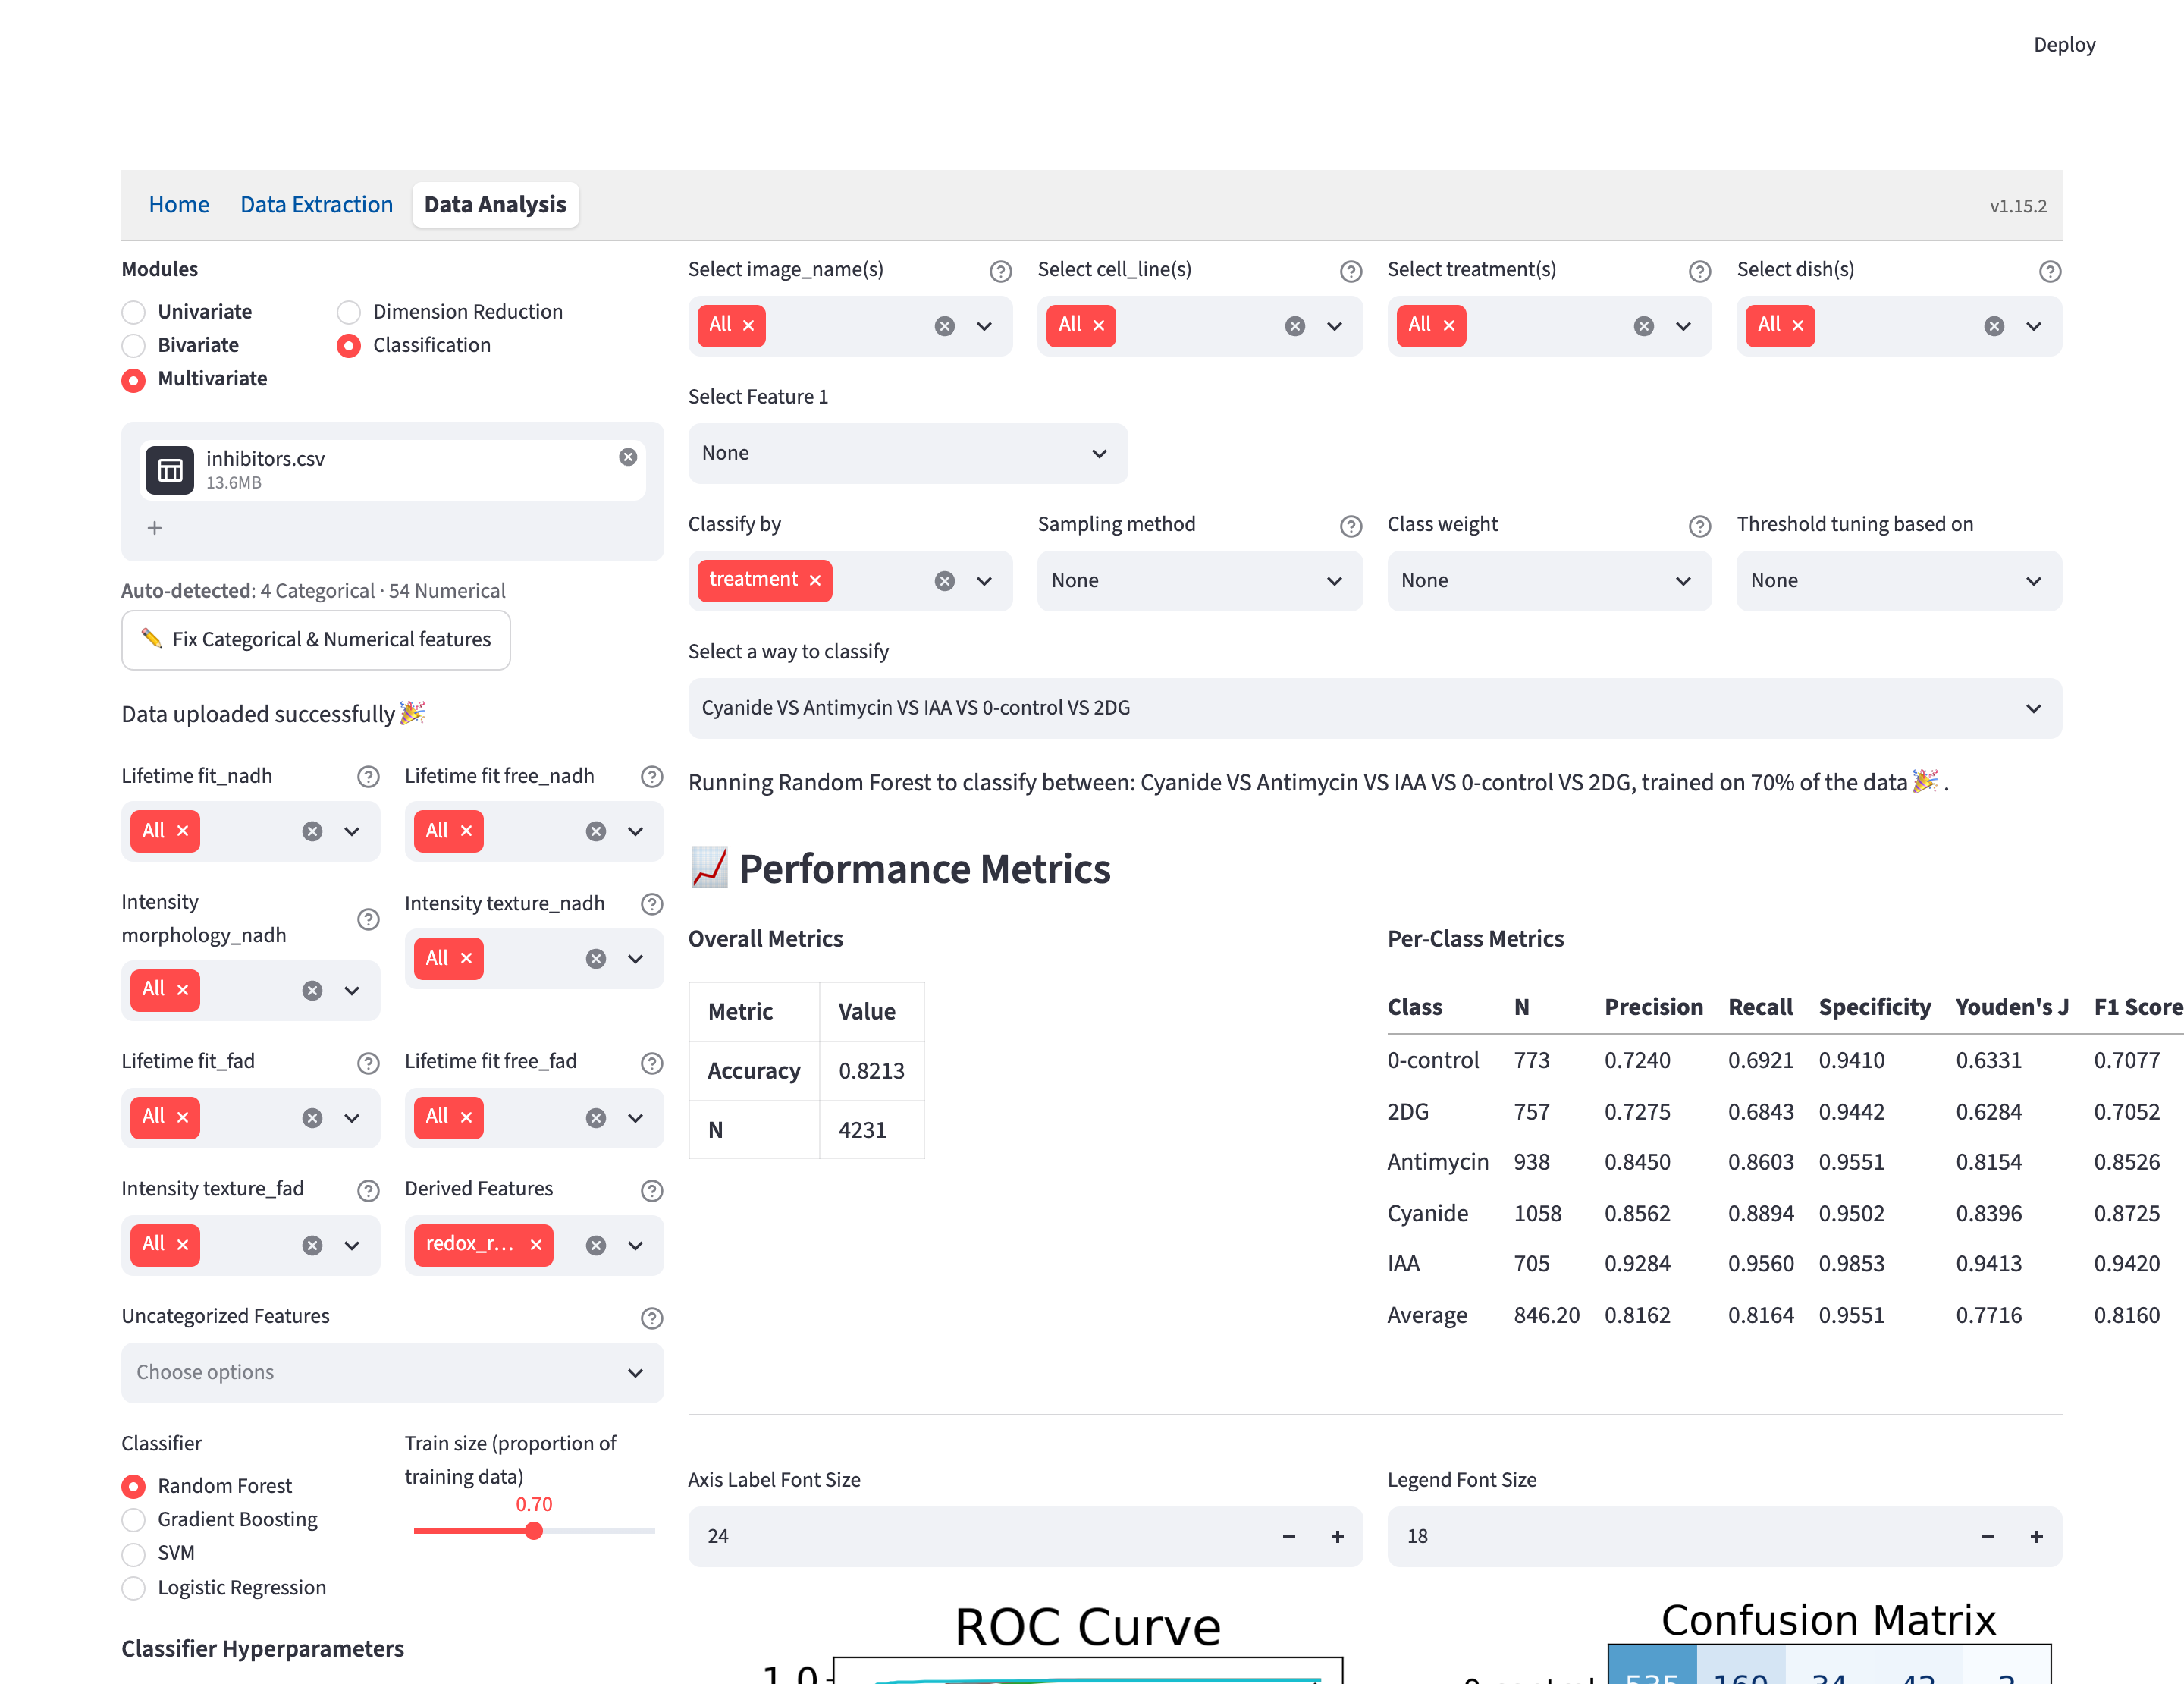 Deploy
Home Data Extraction Data Analysis v1.15.2
Modules
Univariate Dimension Reduction
Bivariate Classification
Multivariate
inhibitors.csv
13.6MB
Auto-detected: 4 Categorical · 54 Numerical
✏️ Fix Categorical & Numerical features
Data uploaded successfully 🎉
Lifetime fit_nadh Lifetime fit free_nadh
All All
Intensity morphology_nadh Intensity texture_nadh
All All
Lifetime fit_fad Lifetime fit free_fad
All All
Intensity texture_fad Derived Features
All redox_r...
Uncategorized Features
Choose options
Classifier
Random Forest
Gradient Boosting
SVM
Logistic Regression
Train size (proportion of
training data)
0.70
Classifier Hyperparameters
Select image_name(s) Select cell_line(s) Select treatment(s) Select dish(s)
All All All All
Select Feature 1
None
Classify by Sampling method Class weight Threshold tuning based on
treatment None None None
Select a way to classify
Cyanide VS Antimycin VS IAA VS 0-control VS 2DG
Running Random Forest to classify between: Cyanide VS Antimycin VS IAA VS 0-control VS 2DG, trained on 70% of the data 🎉 .
📈 Performance Metrics
Overall Metrics
Metric Value
Accuracy 0.8213
N 4231
Per-Class Metrics
Class N Precision Recall Specificity Youden's J F1 Score
0-control 773 0.7240 0.6921 0.9410 0.6331 0.7077
2DG 757 0.7275 0.6843 0.9442 0.6284 0.7052
Antimycin 938 0.8450 0.8603 0.9551 0.8154 0.8526
Cyanide 1058 0.8562 0.8894 0.9502 0.8396 0.8725
IAA 705 0.9284 0.9560 0.9853 0.9413 0.9420
Average 846.20 0.8162 0.8164 0.9551 0.7716 0.8160
Axis Label Font Size Legend Font Size
24 18
ROC Curve
1.0
Confusion Matrix
0-control 535 160 34 42 2